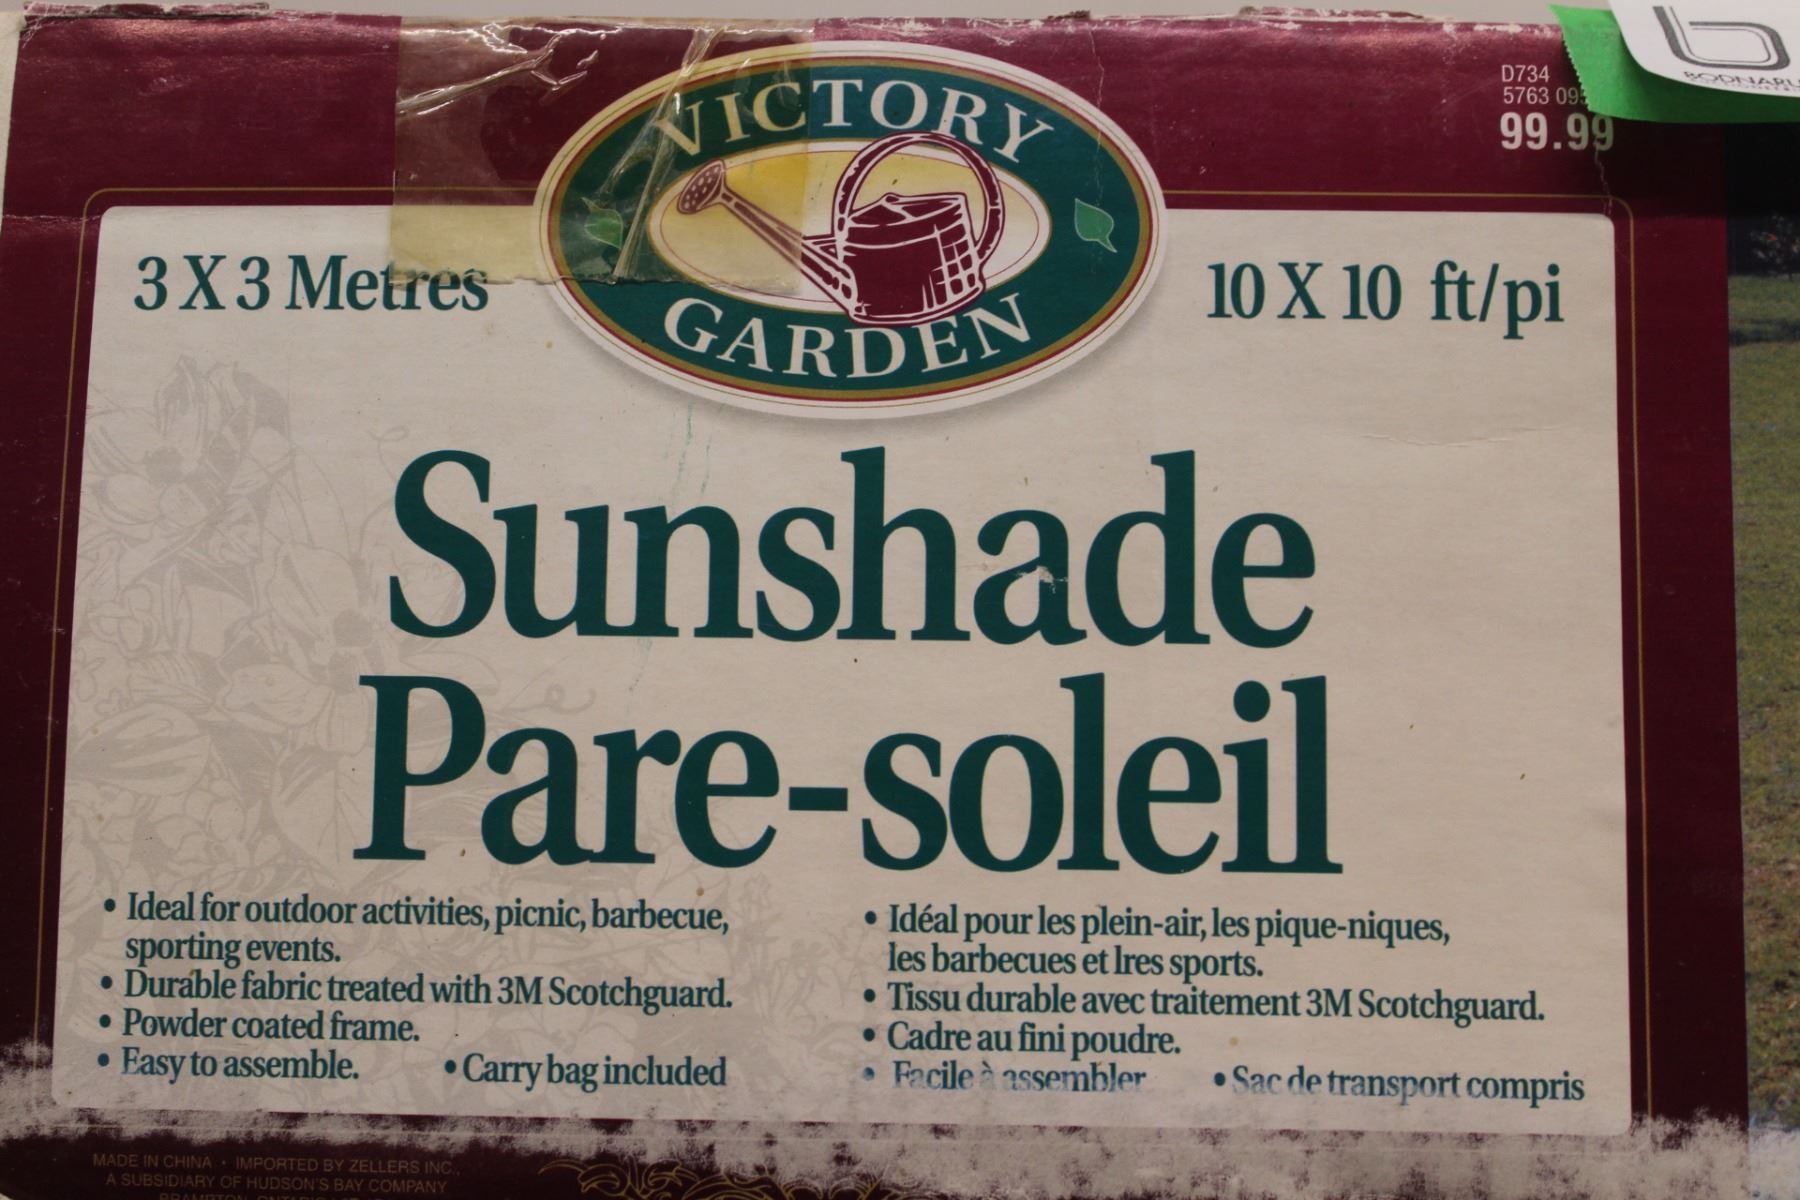 VICTORY
GARDEN
D734
5763
99.99
3 X 3 Metres
10 X 10 ft/pi
Sunshade
Pare-soleil
• Ideal for outdoor activities, picnic, barbecue,
sporting events.
• Durable fabric treated with 3M Scotchguard.
• Powder coated frame.
• Easy to assemble. • Carry bag included
• Idéal pour les plein-air, les pique-niques,
les barbecues et lres sports.
• Tissu durable avec traitement 3M Scotchguard.
• Cadre au fini poudre.
• Facile à assembler • Sac de transport compris
MADE IN CHINA · IMPORTED BY ZELLERS INC.,
A SUBSIDIARY OF HUDSON'S BAY COMPANY